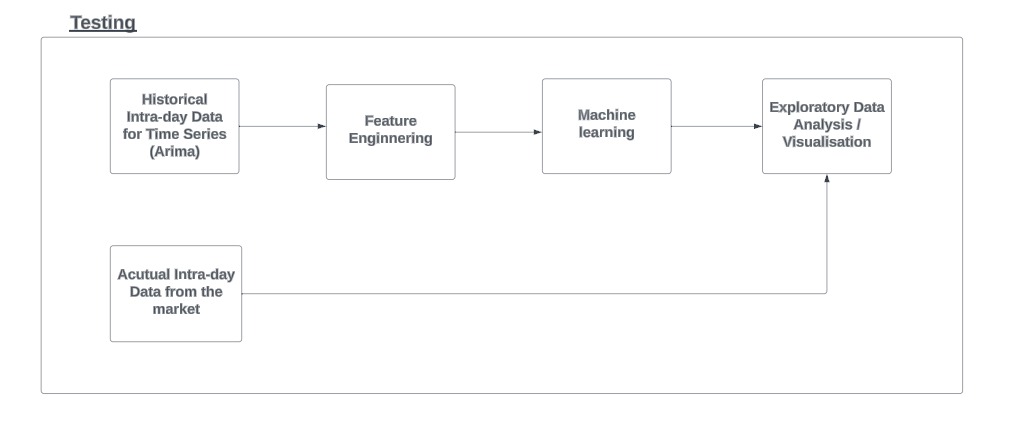 Testing
Historical
Intra-day Data
for Time Series
(Arima)
Feature
Enginnering
Machine
learning
Exploratory Data
Analysis /
Visualisation
Acutual Intra-day
Data from the
market